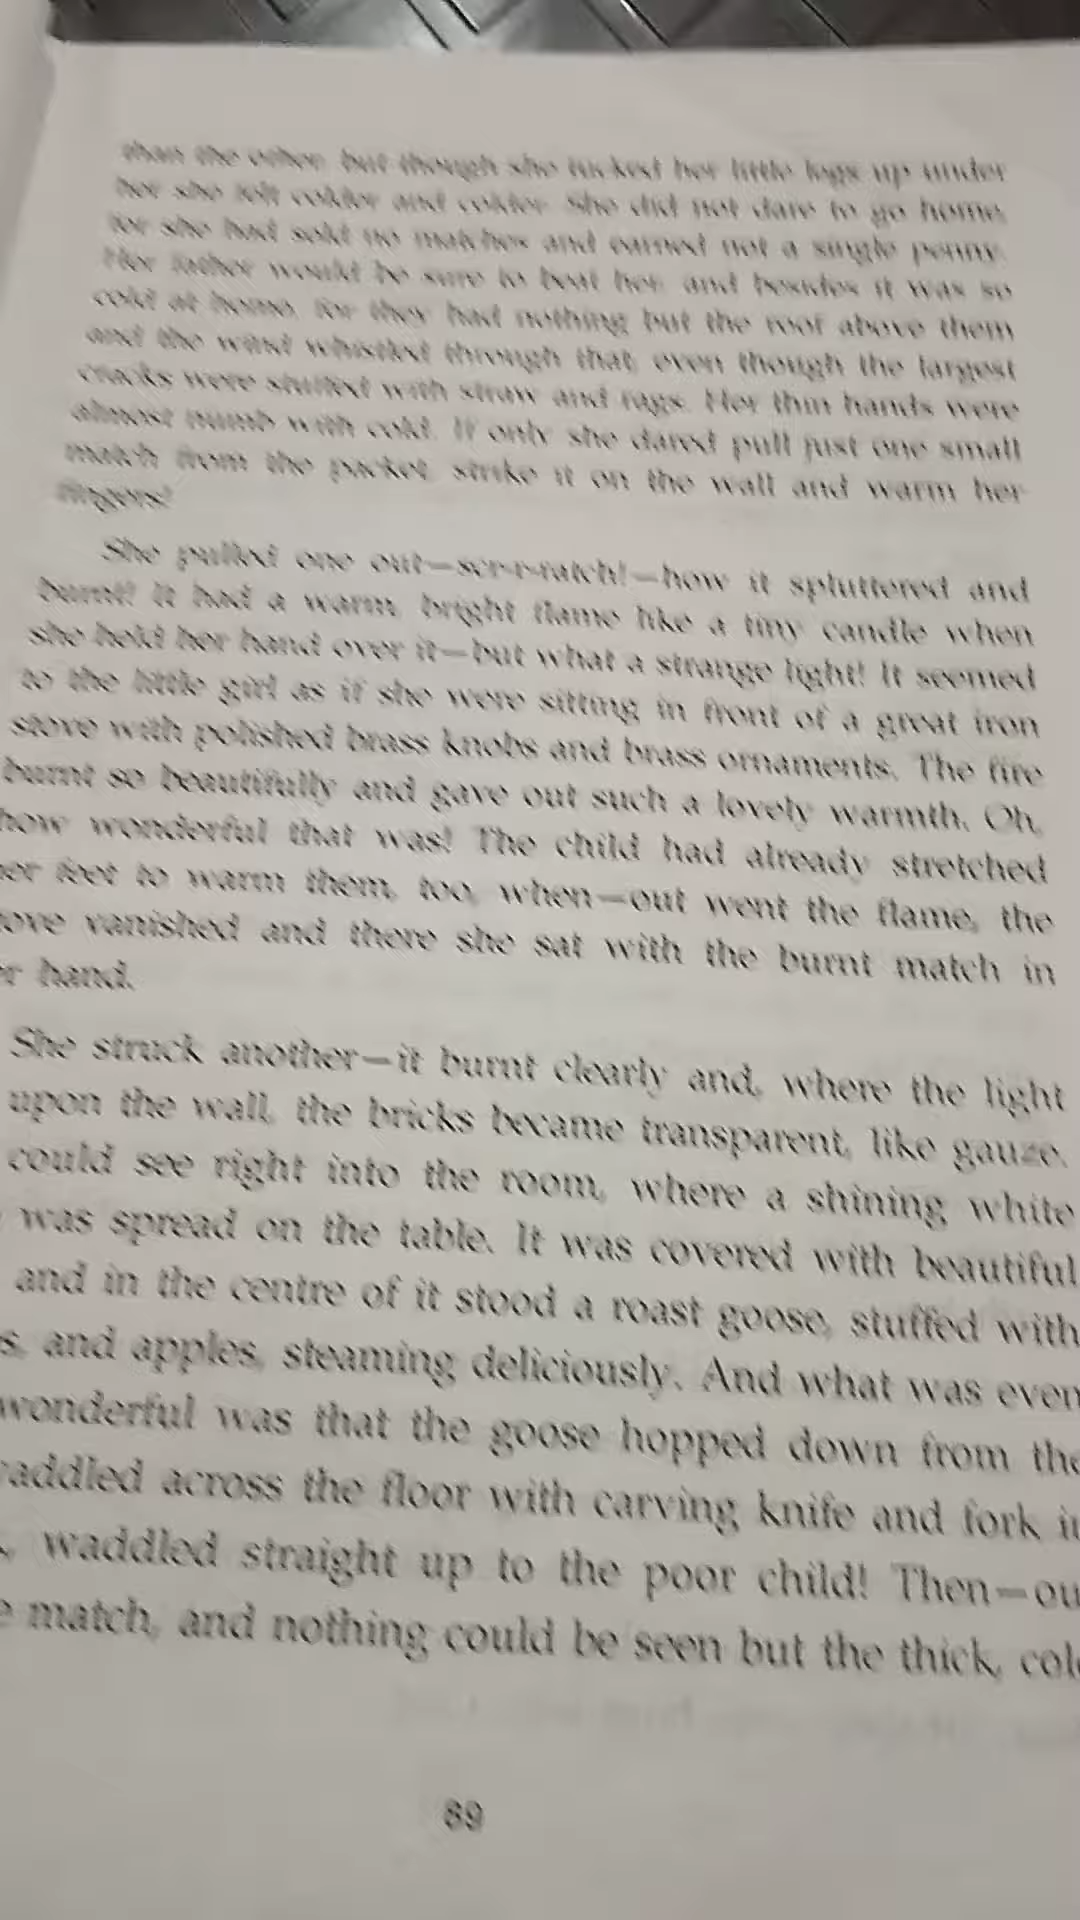 than the other, but though she tucked her little legs up under
her she felt colder and colder. She did not dare to go home,
for she had sold no matches and earned not a single penny.
Her father would be sure to beat her, and besides it was so
cold at home, for they had nothing but the roof above them
and the wind whistled through that, even though the largest
cracks were stuffed with straw and rags. Her thin hands were
almost numb with cold. If only she dared pull just one small
match from the packet, strike it on the wall and warm her
fingers!
She pulled one out—scr-r-ratch!—how it spluttered and
burnt! It had a warm, bright flame like a tiny candle when
she held her hand over it—but what a strange light! It seemed
to the little girl as if she were sitting in front of a great iron
stove with polished brass knobs and brass ornaments. The fire
burnt so beautifully and gave out such a lovely warmth. Oh,
how wonderful that was! The child had already stretched
her feet to warm them, too, when—out went the flame, the
ove vanished and there she sat with the burnt match in
r hand.
She struck another—it burnt clearly and, where the light
upon the wall, the bricks became transparent, like gauze.
could see right into the room, where a shining white
was spread on the table. It was covered with beautiful
and in the centre of it stood a roast goose, stuffed with
s, and apples, steaming deliciously. And what was even
wonderful was that the goose hopped down from the
addled across the floor with carving knife and fork in
, waddled straight up to the poor child! Then—ou
match, and nothing could be seen but the thick, col
89